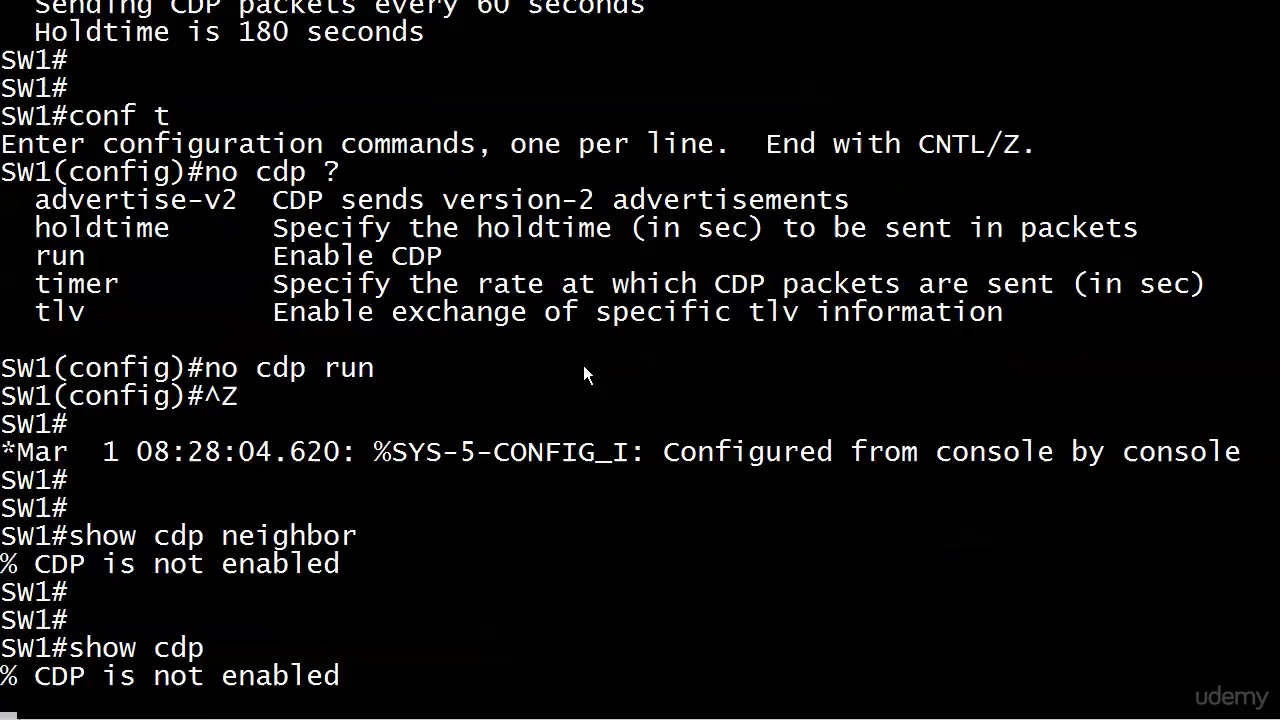 Sending CDP packets every 60 seconds
Holdtime is 180 seconds
SW1#
SW1#
SW1#conf t
Enter configuration commands, one per line.  End with CNTL/Z.
SW1(config)#no cdp ?
advertise-v2  CDP sends version-2 advertisements
holdtime      Specify the holdtime (in sec) to be sent in packets
run           Enable CDP
timer         Specify the rate at which CDP packets are sent (in sec)
tlv           Enable exchange of specific tlv information
SW1(config)#no cdp run
SW1(config)#^Z
SW1#
*Mar  1 08:28:04.620: %SYS-5-CONFIG_I: Configured from console by console
SW1#
SW1#
SW1#show cdp neighbor
% CDP is not enabled
SW1#
SW1#
SW1#show cdp
% CDP is not enabled
udemy